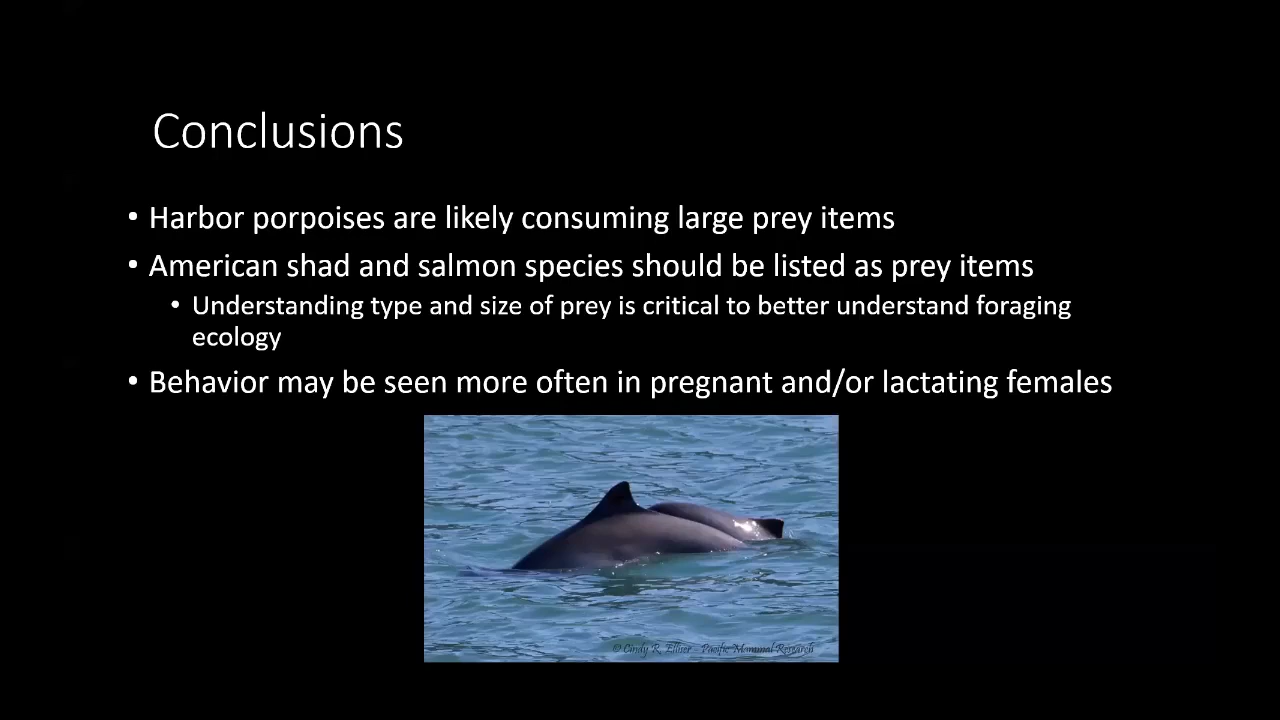 Conclusions
• Harbor porpoises are likely consuming large prey items
• American shad and salmon species should be listed as prey items
• Understanding type and size of prey is critical to better understand foraging
ecology
• Behavior may be seen more often in pregnant and/or lactating females
© Cindy R. Elliser - Pacific Mammal Research